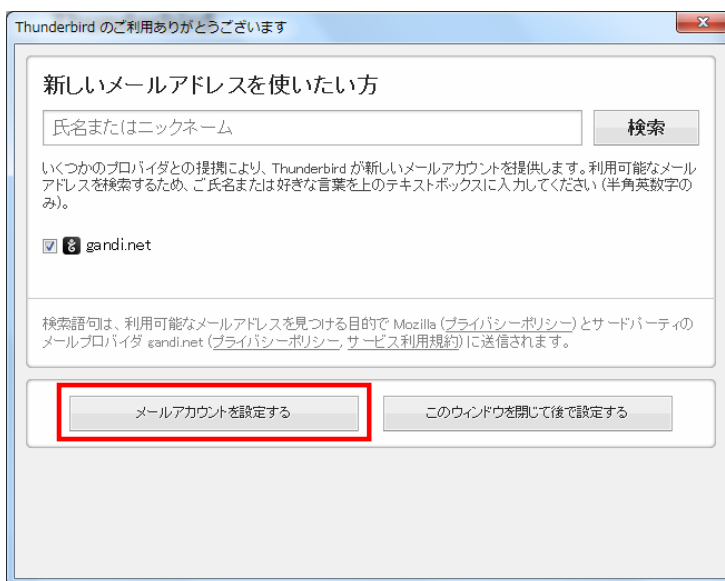 Thunderbird のご利用ありがとうございます
新しいメールアドレスを使いたい方
氏名またはニックネーム
検索
いくつかのプロバイダとの提携により、Thunderbird が新しいメールアカウントを提供します。利用可能なメール
アドレスを検索するため、ご氏名または好きな言葉を上のテキストボックスに入力してください (半角英数字の
み)。
gandi.net
検索語句は、利用可能なメールアドレスを見つける目的で Mozilla (プライバシーポリシー) とサードパーティの
メールプロバイダ gandi.net (プライバシーポリシー, サービス利用規約) に送信されます。
メールアカウントを設定する
このウィンドウを閉じて後で設定する